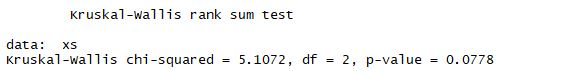 Kruskal-Wallis rank sum test
data:  xs
Kruskal-Wallis chi-squared = 5.1072, df = 2, p-value = 0.0778